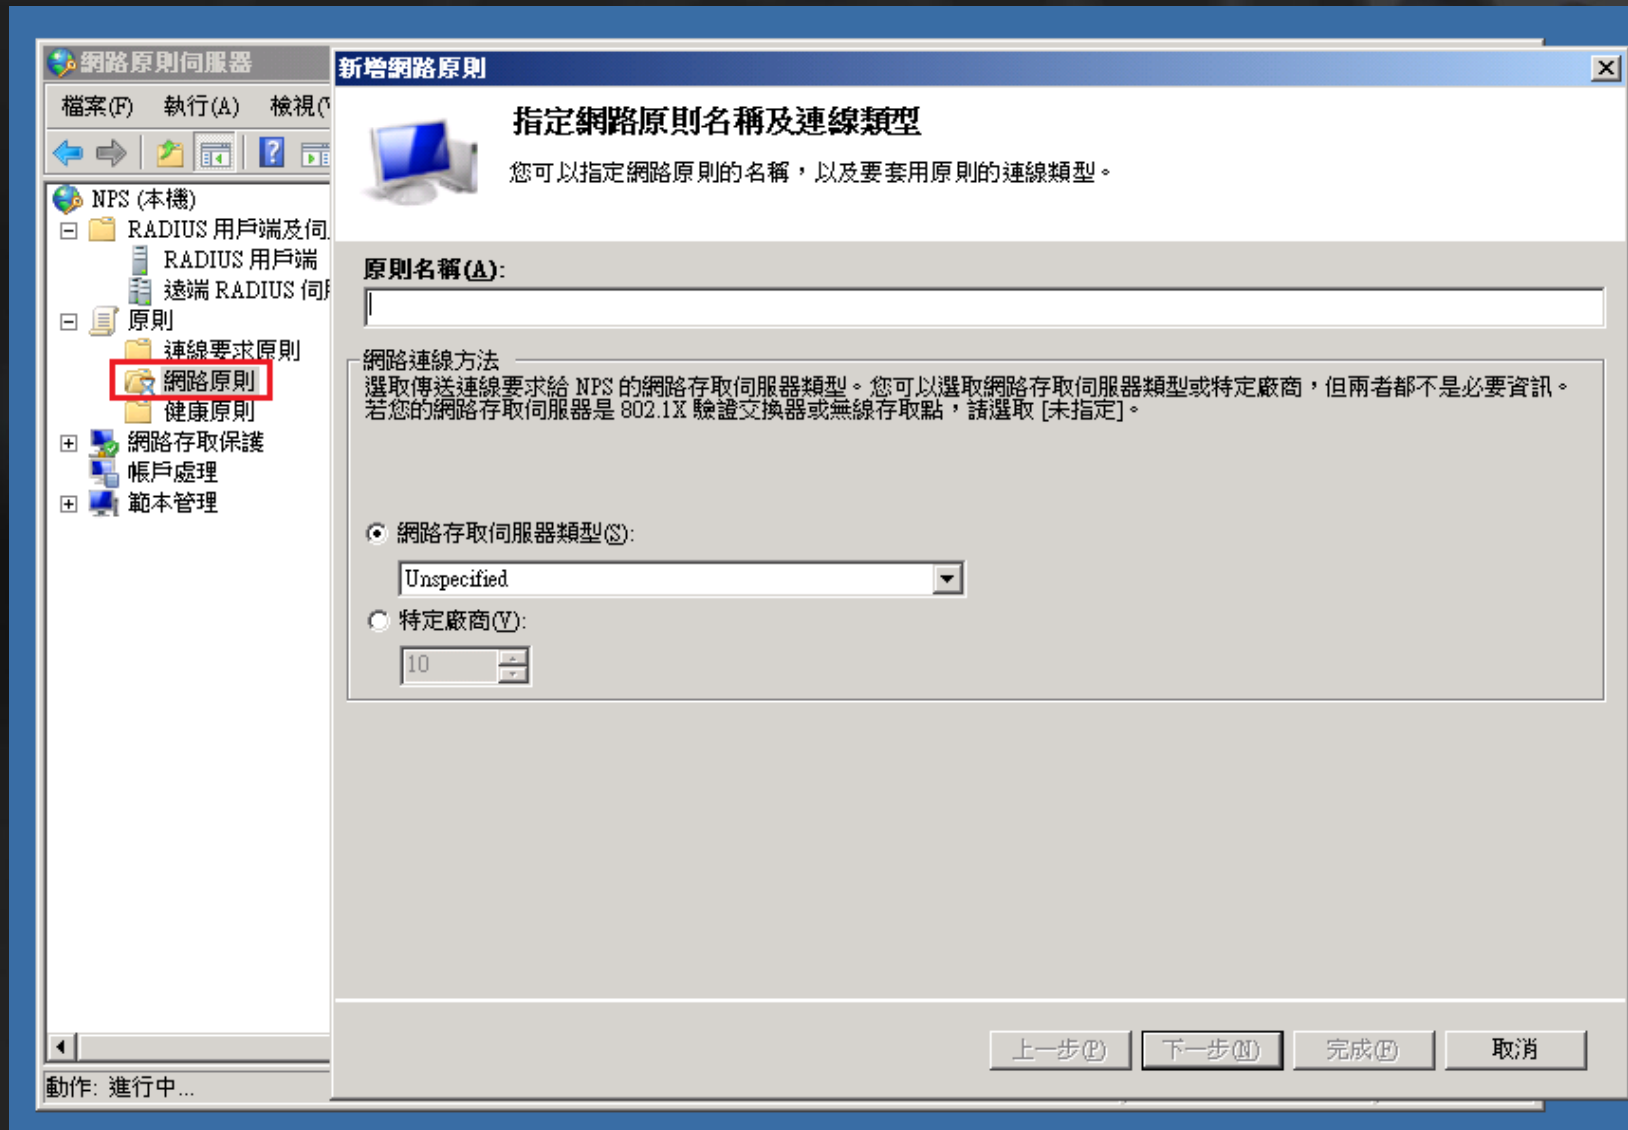 網路原則伺服器
新增網路原則
檔案(F) 執行(A) 檢視(
指定網路原則名稱及連線類型
您可以指定網路原則的名稱，以及要套用原則的連線類型。
NPS (本機)
RADIUS 用戶端及伺
RADIUS 用戶端
遠端 RADIUS 伺服
原則
連線要求原則
網路原則
健康原則
網路存取保護
帳戶處理
範本管理
原則名稱(A):
網路連線方法
選取傳送連線要求給 NPS 的網路存取伺服器類型。您可以選取網路存取伺服器類型或特定廠商，但兩者都不是必要資訊。
若您的網路存取伺服器是 802.1X 驗證交換器或無線存取點，請選取 [未指定]。
網路存取伺服器類型(S):
Unspecified
特定廠商(V):
10
上一步(P) 下一步(N) 完成(F) 取消
動作: 進行中...